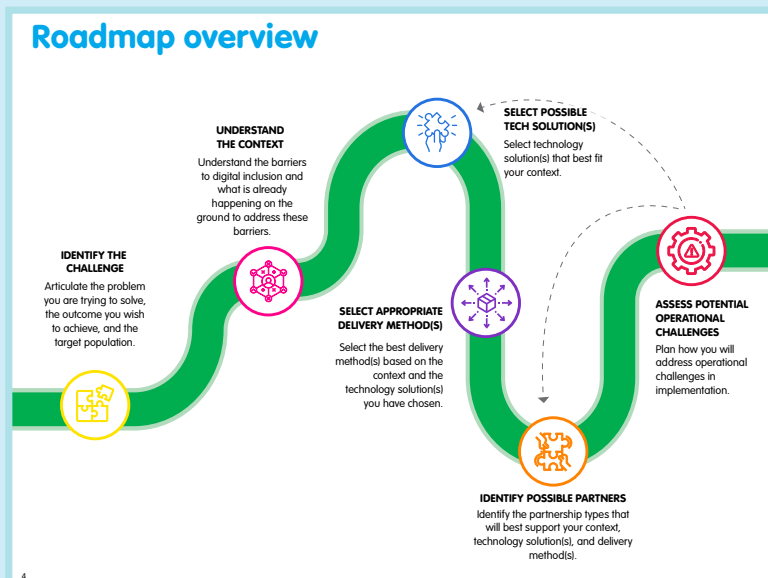 Roadmap overview
IDENTIFY THE
CHALLENGE
Articulate the problem
you are trying to solve,
the outcome you wish
to achieve, and the
target population.
UNDERSTAND
THE CONTEXT
Understand the barriers
to digital inclusion and
what is already
happening on the
ground to address these
barriers.
SELECT POSSIBLE
TECH SOLUTION(S)
Select technology
solution(s) that best fit
your context.
SELECT APPROPRIATE
DELIVERY METHOD(S)
Select the best delivery
method(s) based on the
context and the
technology solution(s)
you have chosen.
IDENTIFY POSSIBLE PARTNERS
Identify the partnership types that
will best support your context,
technology solution(s), and delivery
method(s).
ASSESS POTENTIAL
OPERATIONAL
CHALLENGES
Plan how you will
address operational
challenges in
implementation.
4